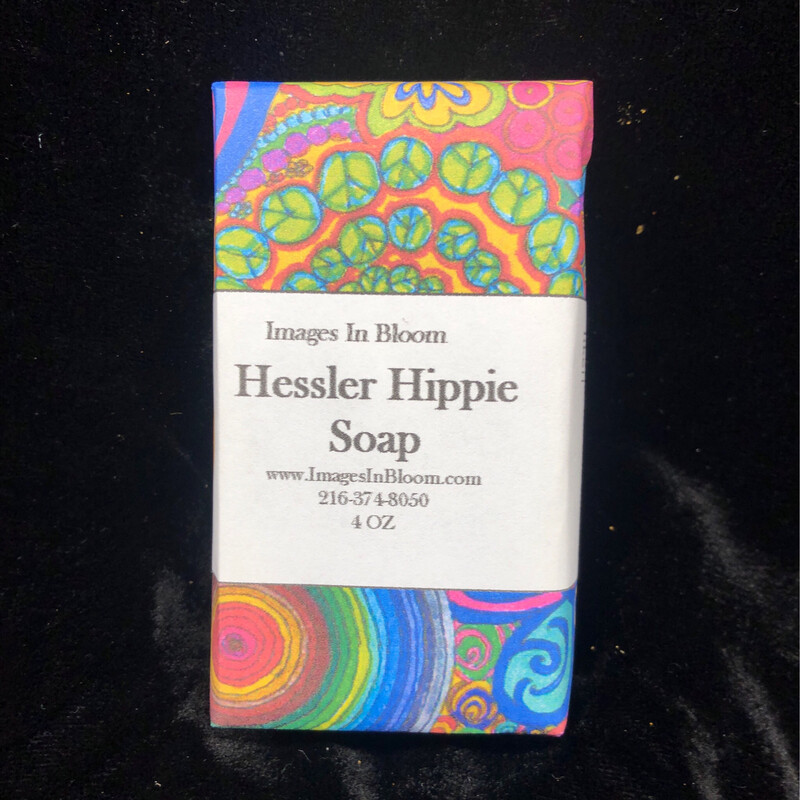 Images In Bloom
Hessler Hippie
Soap
www.ImagesInBloom.com
216-374-8050
4 OZ